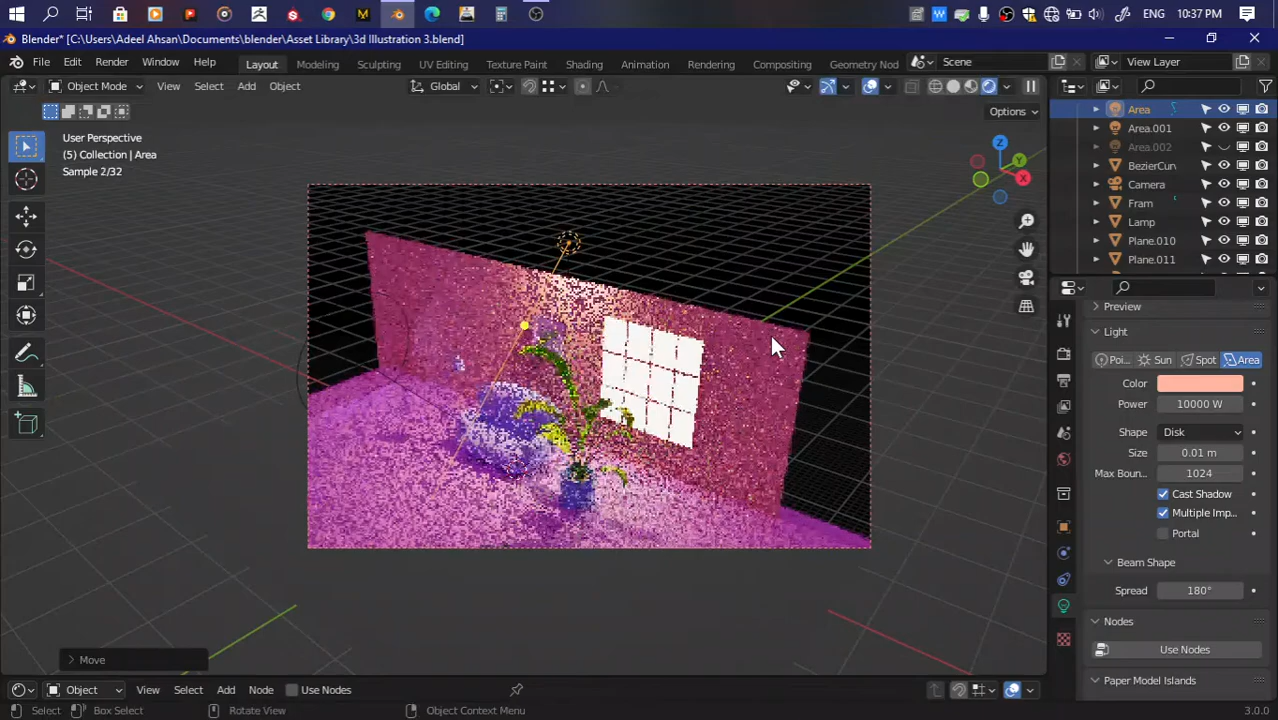 ENG 10:37 PM
Blender* [C:\Users\Adeel Ahsan\Documents\blender\Asset Library\3d Illustration 3.blend]
File Edit Render Window Help Layout Modeling Sculpting UV Editing Texture Paint Shading Animation Rendering Compositing Geometry Nod Scene View Layer
Object Mode View Select Add Object Global
Options
User Perspective
(5) Collection | Area
Sample 2/32
Z
Y
X
Area
Area.001
Area.002
BezierCurv
Camera
Fram
Lamp
Plane.010
Plane.011
Preview
Light
Poi... Sun Spot Area
Color
Power 10000 W
Shape Disk
Size 0.01 m
Max Boun... 1024
Cast Shadow
Multiple Imp...
Portal
Beam Shape
Spread 180°
Nodes
Use Nodes
Paper Model Islands
Move
Object View Select Add Node Use Nodes
Select Box Select Rotate View Object Context Menu 3.0.0